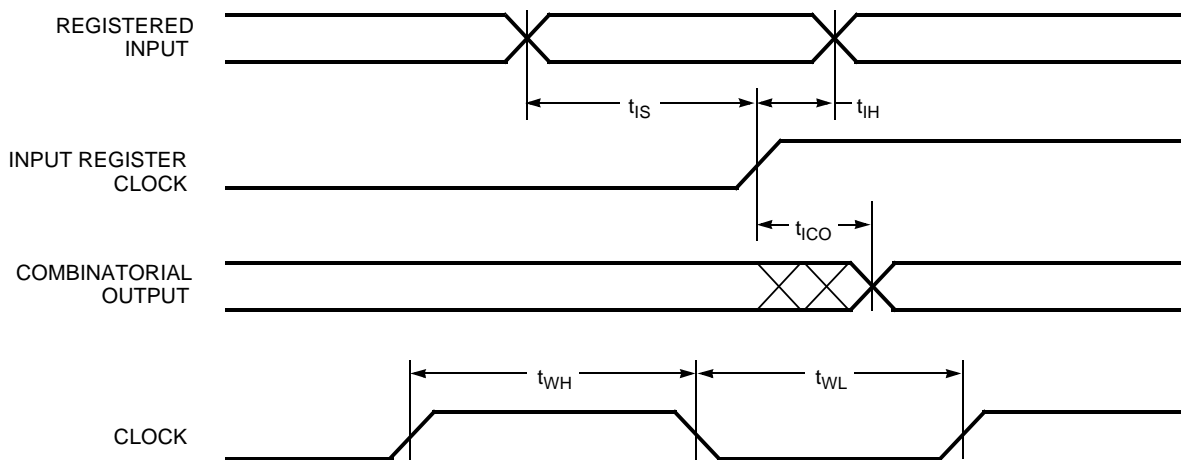 REGISTERED
INPUT
tIS
tIH
INPUT REGISTER
CLOCK
tICO
COMBINATORIAL
OUTPUT
tWH
tWL
CLOCK